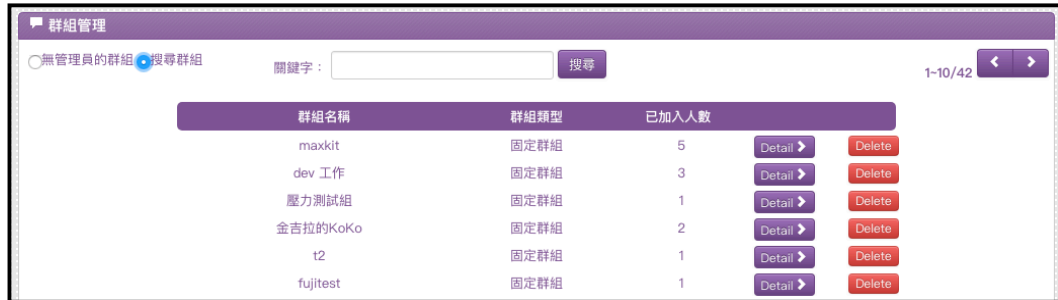 群組管理
無管理員的群組 搜尋群組 關鍵字： 搜尋 1~10/42
群組名稱 群組類型 已加入人數
maxkit 固定群組 5 Detail Delete
dev 工作 固定群組 3 Detail Delete
壓力測試組 固定群組 1 Detail Delete
金吉拉的KoKo 固定群組 2 Detail Delete
t2 固定群組 1 Detail Delete
fujitest 固定群組 1 Detail Delete